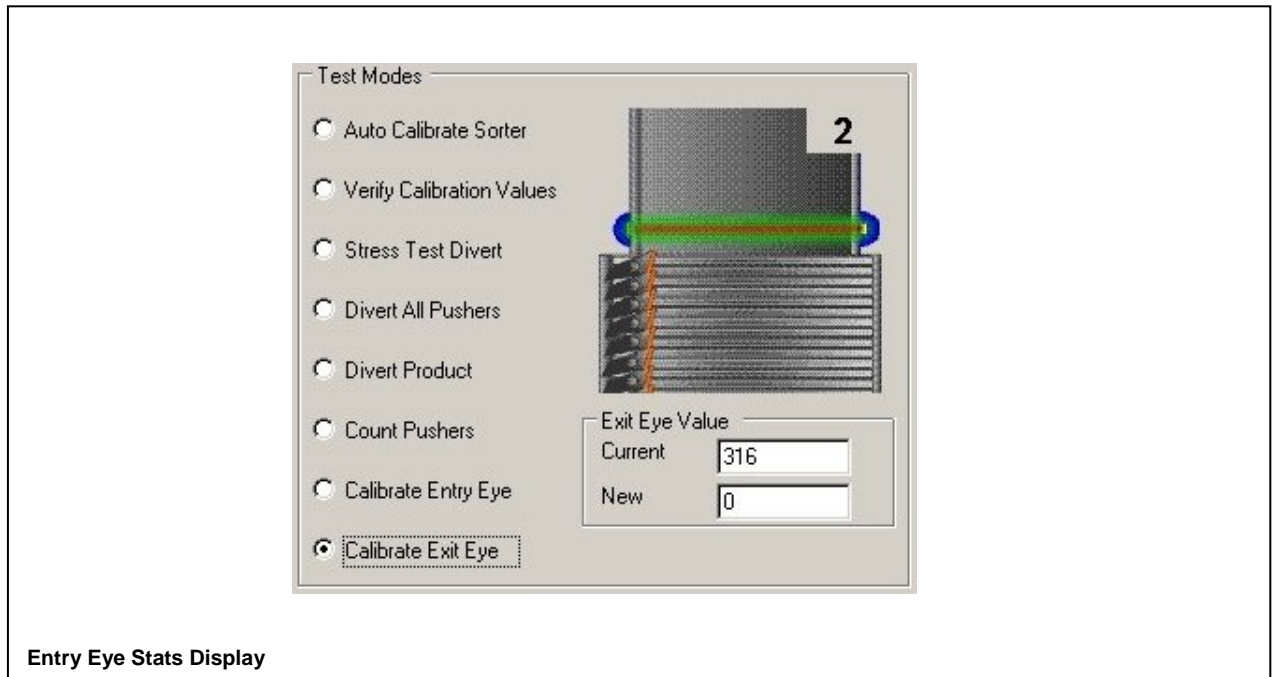 Test Modes
Auto Calibrate Sorter
2
Verify Calibration Values
Stress Test Divert
Divert All Pushers
Divert Product
Count Pushers
Calibrate Entry Eye
Calibrate Exit Eye
Exit Eye Value
Current 316
New 0
Entry Eye Stats Display